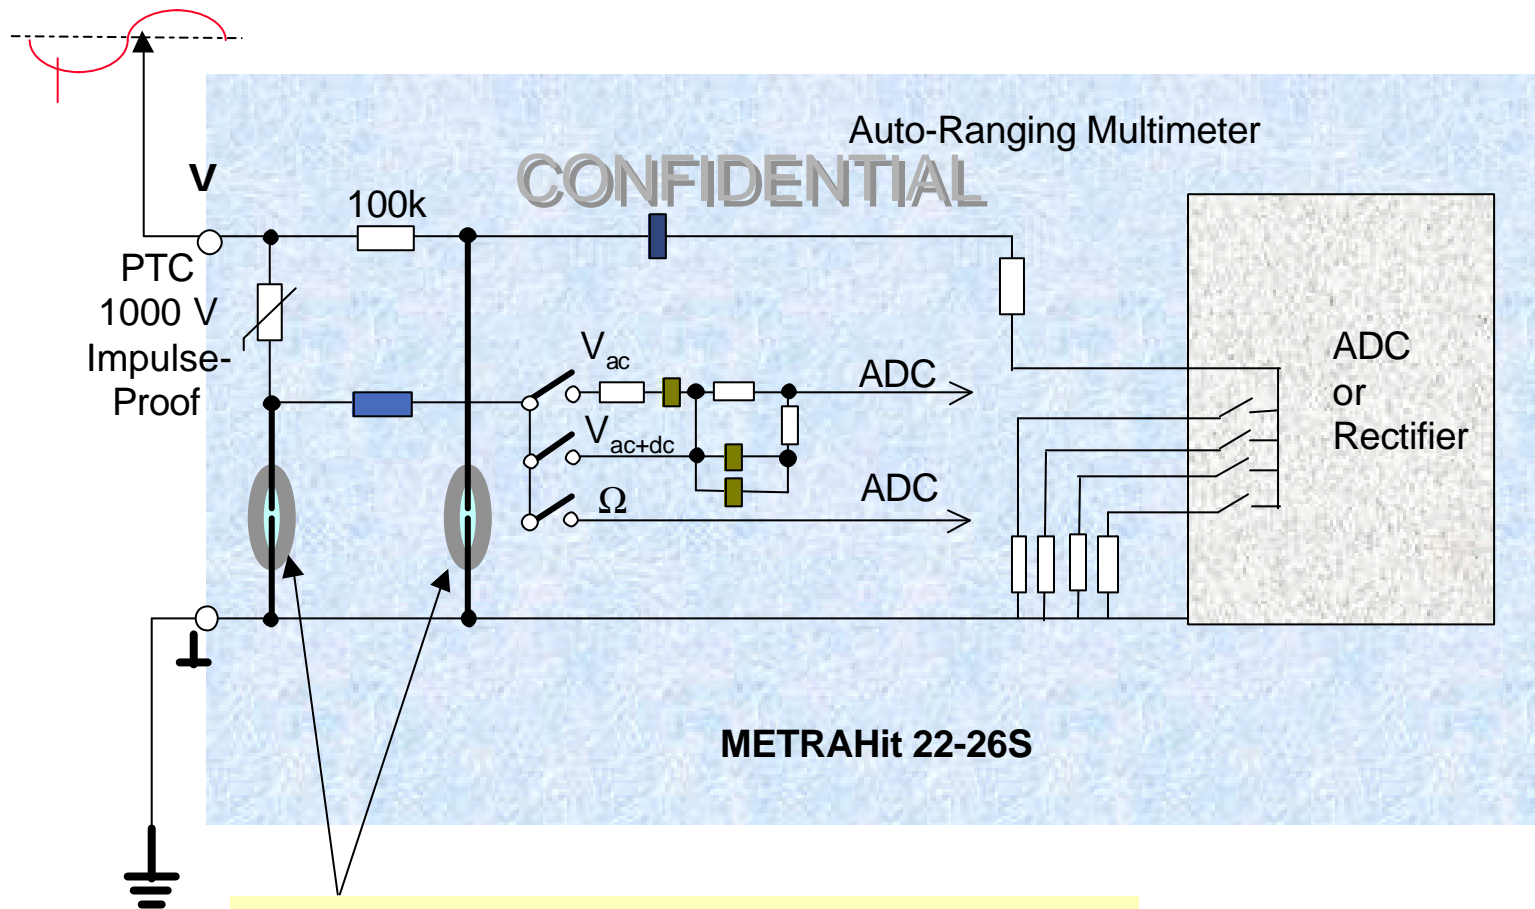 Auto-Ranging Multimeter
CONFIDENTIAL
V
100k
PTC
1000 V
Impulse-
Proof
Vac
ADC
Vac+dc
Ω
ADC
ADC
or
Rectifier
METRAHit 22-26S